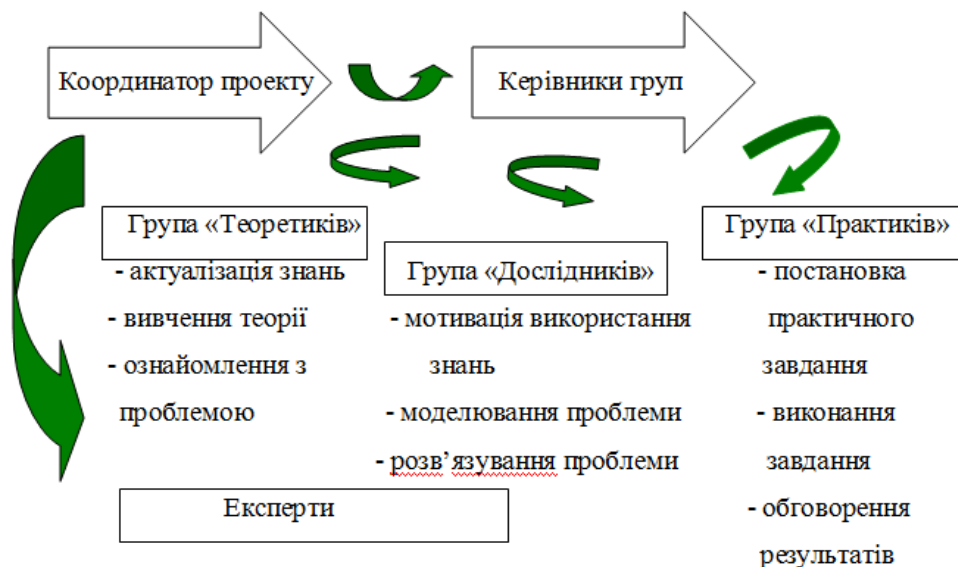 Координатор проекту
Керівники груп
Група «Теоретиків»
- актуалізація знань
- вивчення теорії
- ознайомлення з
проблемою
Група «Дослідників»
- мотивація використання
знань
- моделювання проблеми
- розв’язування проблеми
Група «Практиків»
- постановка
практичного
завдання
- виконання
завдання
- обговорення
результатів
Експерти